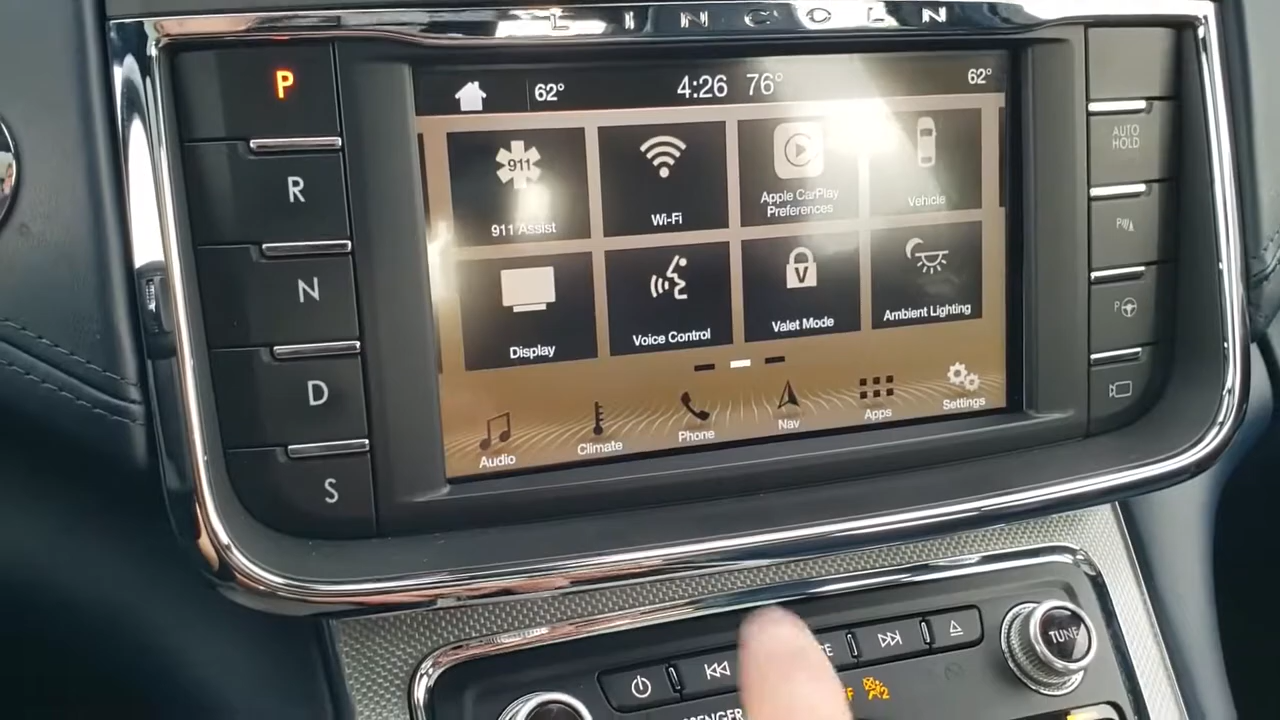 LINCOLN
P
R
N
D
S
62° 4:26 76° 62°
911
911 Assist
Wi-Fi
Apple CarPlay
Preferences
Vehicle
Display
Voice Control
V
Valet Mode
Ambient Lighting
Audio
Climate
Phone
Nav
Apps
Settings
AUTO
HOLD
P
P
TUNE
2